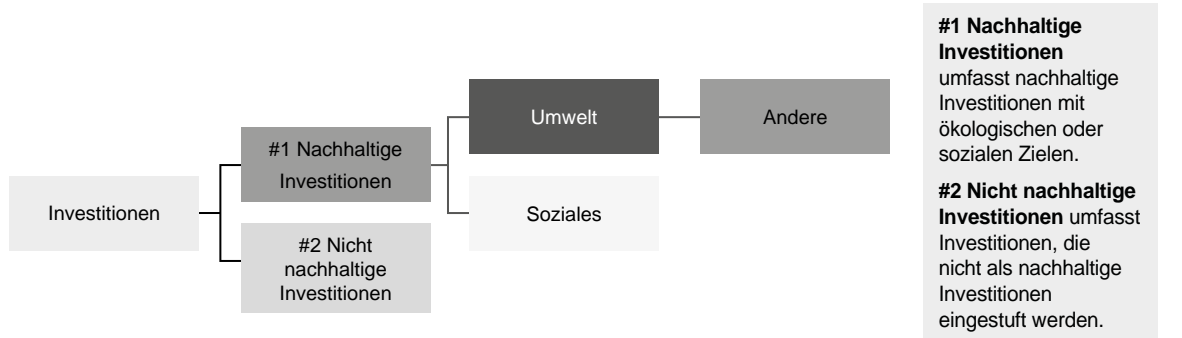 Investitionen
#1 Nachhaltige
Investitionen
#2 Nicht
nachhaltige
Investitionen
Umwelt
Soziales
Andere
#1 Nachhaltige
Investitionen
umfasst nachhaltige
Investitionen mit
ökologischen oder
sozialen Zielen.
#2 Nicht nachhaltige
Investitionen umfasst
Investitionen, die
nicht als nachhaltige
Investitionen
eingestuft werden.